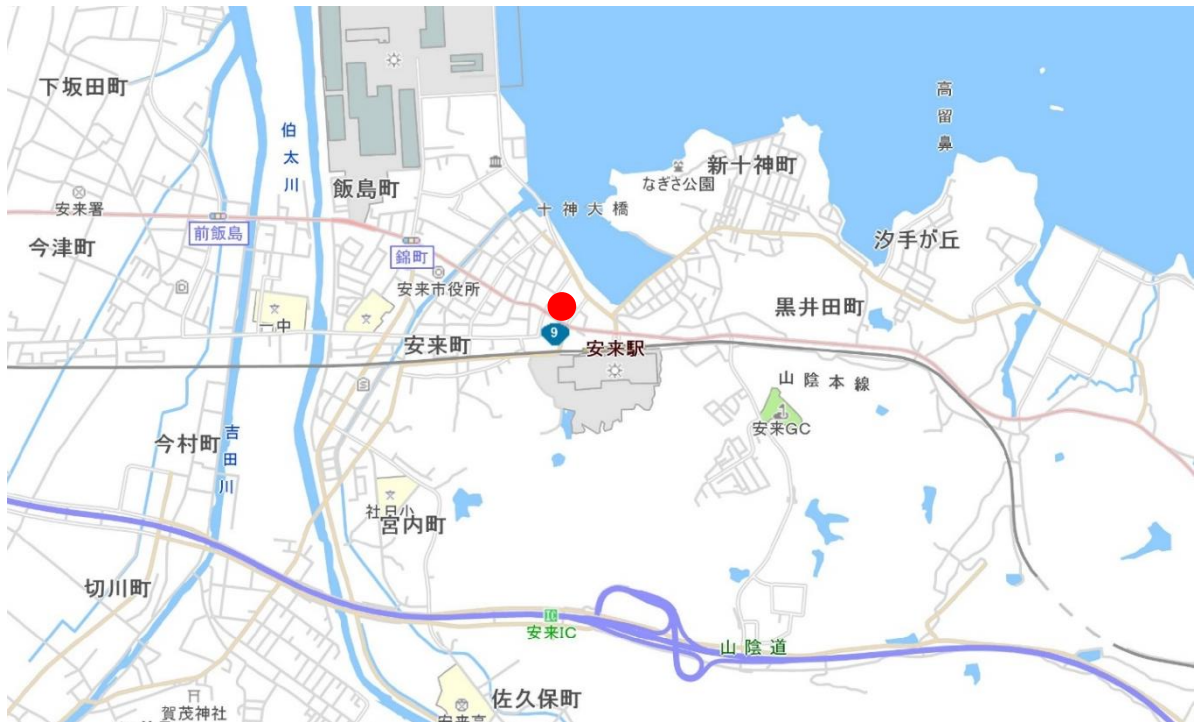 下坂田町
伯太川
高留鼻
飯島町
新十神町
なぎさ公園
安来署
十神大橋
前飯島
今津町
錦町
汐手が丘
安来市役所
黒井田町
一中
9
安来町
安来駅
山陰本線
安来GC
今村町
吉田川
社日小
宮内町
切川町
IC
安来IC
山陰道
佐久保町
賀茂神社
安来高